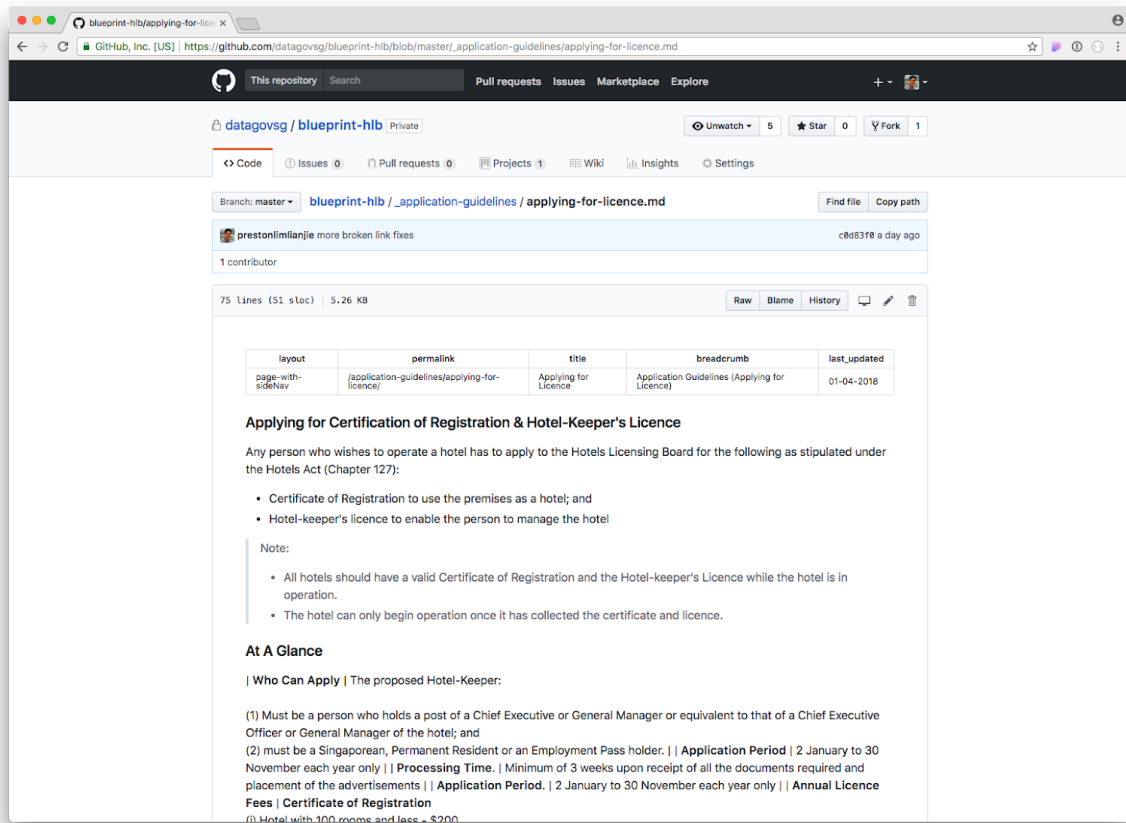 blueprint-hlb/applying-for-lice
GitHub, Inc. [US] | https://github.com/datagovsg/blueprint-hlb/blob/master/_application-guidelines/applying-for-licence.md
This repository Search Pull requests Issues Marketplace Explore
datagovsg / blueprint-hlb Private Unwatch 5 Star 0 Fork 1
Code Issues 0 Pull requests 0 Projects 1 Wiki Insights Settings
Branch: master blueprint-hlb / _application-guidelines / applying-for-licence.md Find file Copy path
prestonlimlianjie more broken link fixes c0d83f0 a day ago
1 contributor
75 lines (51 sloc) 5.26 KB Raw Blame History
layout permalink title breadcrumb last_updated
page-with-sideNav /application-guidelines/applying-for-licence/ Applying for Licence Application Guidelines (Applying for Licence) 01-04-2018
Applying for Certification of Registration & Hotel-Keeper's Licence
Any person who wishes to operate a hotel has to apply to the Hotels Licensing Board for the following as stipulated under
the Hotels Act (Chapter 127):
• Certificate of Registration to use the premises as a hotel; and
• Hotel-keeper's licence to enable the person to manage the hotel
Note:
• All hotels should have a valid Certificate of Registration and the Hotel-keeper's Licence while the hotel is in
operation.
• The hotel can only begin operation once it has collected the certificate and licence.
At A Glance
| Who Can Apply | The proposed Hotel-Keeper:
(1) Must be a person who holds a post of a Chief Executive or General Manager or equivalent to that of a Chief Executive
Officer or General Manager of the hotel; and
(2) must be a Singaporean, Permanent Resident or an Employment Pass holder. | | Application Period | 2 January to 30
November each year only | | Processing Time. | Minimum of 3 weeks upon receipt of all the documents required and
placement of the advertisements | | Application Period. | 2 January to 30 November each year only | | Annual Licence
Fees | Certificate of Registration
(i) Hotel with 100 rooms and less - $200